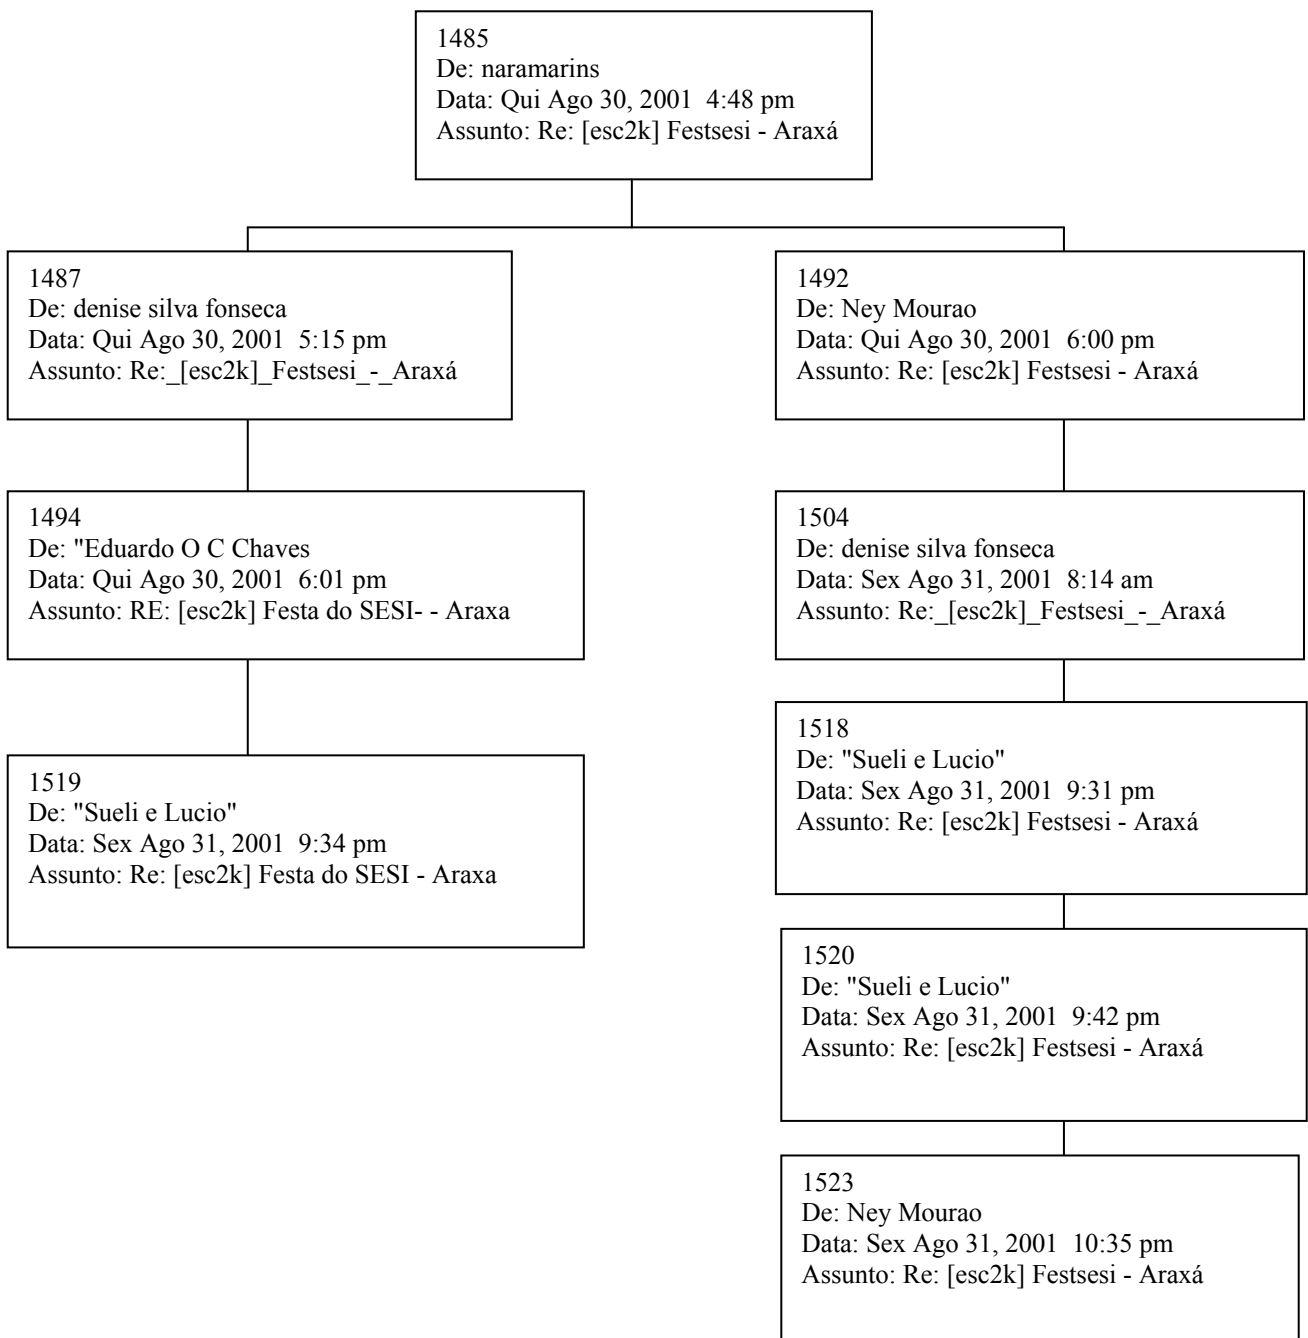 1485
De: naramarins
Data: Qui Ago 30, 2001  4:48 pm
Assunto: Re: [esc2k] Festsesi - Araxá
1487
De: denise silva fonseca
Data: Qui Ago 30, 2001  5:15 pm
Assunto: Re:_[esc2k]_Festsesi_-_Araxá
1492
De: Ney Mourao
Data: Qui Ago 30, 2001  6:00 pm
Assunto: Re: [esc2k] Festsesi - Araxá
1494
De: "Eduardo O C Chaves
Data: Qui Ago 30, 2001  6:01 pm
Assunto: RE: [esc2k] Festa do SESI- - Araxa
1504
De: denise silva fonseca
Data: Sex Ago 31, 2001  8:14 am
Assunto: Re:_[esc2k]_Festsesi_-_Araxá
1519
De: "Sueli e Lucio"
Data: Sex Ago 31, 2001  9:34 pm
Assunto: Re: [esc2k] Festa do SESI - Araxa
1518
De: "Sueli e Lucio"
Data: Sex Ago 31, 2001  9:31 pm
Assunto: Re: [esc2k] Festsesi - Araxá
1520
De: "Sueli e Lucio"
Data: Sex Ago 31, 2001  9:42 pm
Assunto: Re: [esc2k] Festsesi - Araxá
1523
De: Ney Mourao
Data: Sex Ago 31, 2001  10:35 pm
Assunto: Re: [esc2k] Festsesi - Araxá